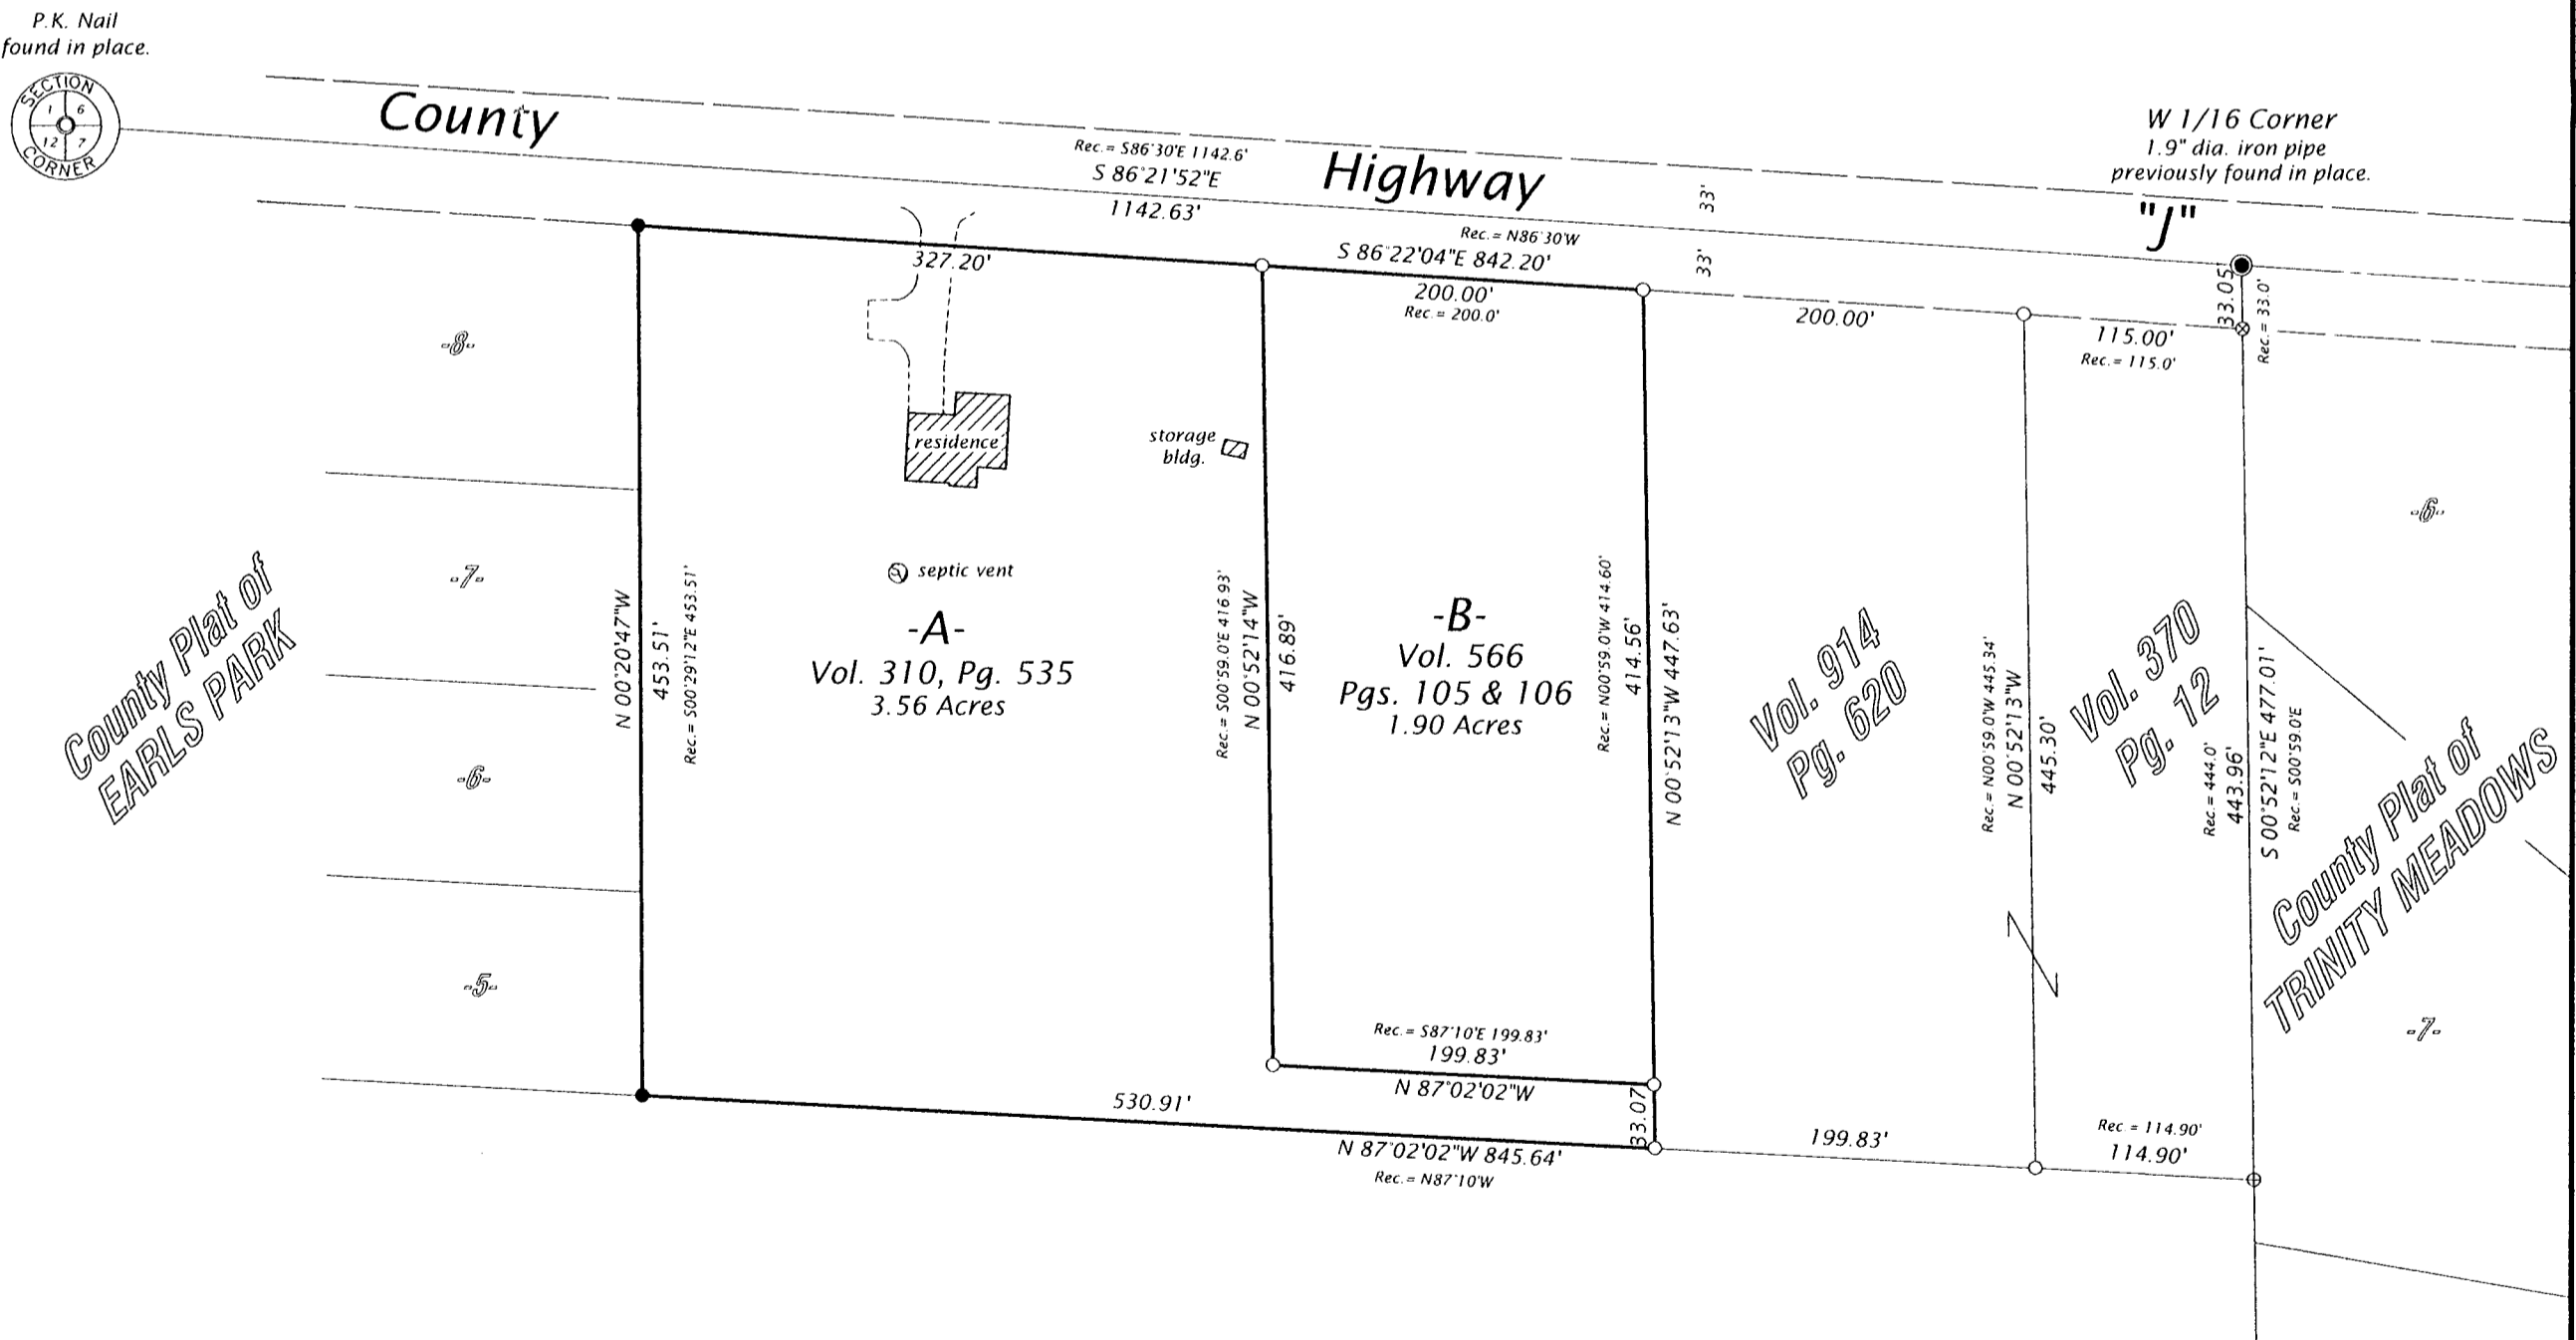 P.K. Nail
found in place.
SECTION
CORNER
1
6
12
7
County
Highway
"J"
Rec.= S86°30'E 1142.6'
S 86°21'52"E
1142.63'
W 1/16 Corner
1.9" dia. iron pipe
previously found in place.
33'
33'
Rec.= N86°30'W
S 86°22'04"E 842.20'
327.20'
200.00'
Rec.= 200.0'
200.00'
115.00'
Rec.= 115.0'
33.05'
Rec.= 33.0'
-8-
-7-
-6-
-5-
County Plat of
EARLS PARK
residence
storage
bldg.
septic vent
N 00°20'47"W
453.51'
Rec.= S00°29'12"E 453.51'
-A-
Vol. 310, Pg. 535
3.56 Acres
Rec.= S00°59.0'E 416.93'
N 00°52'14"W
416.89'
-B-
Vol. 566
Pgs. 105 & 106
1.90 Acres
Rec.= N00°59.0'W 414.60'
414.56'
N 00°52'13"W 447.63'
Vol. 914
Pg. 620
Rec.= N00°59.0'W 445.34'
N 00°52'13"W
445.30'
Vol. 370
Pg. 12
Rec.= 444.0'
443.96'
S 00°52'12"E 477.01'
Rec.= S00°59.0'E
-6-
County Plat of
TRINITY MEADOWS
-7-
Rec.= S87°10'E 199.83'
199.83'
N 87°02'02"W
33.07
530.91'
N 87°02'02"W 845.64'
Rec.= N87°10'W
199.83'
Rec.= 114.90'
114.90'